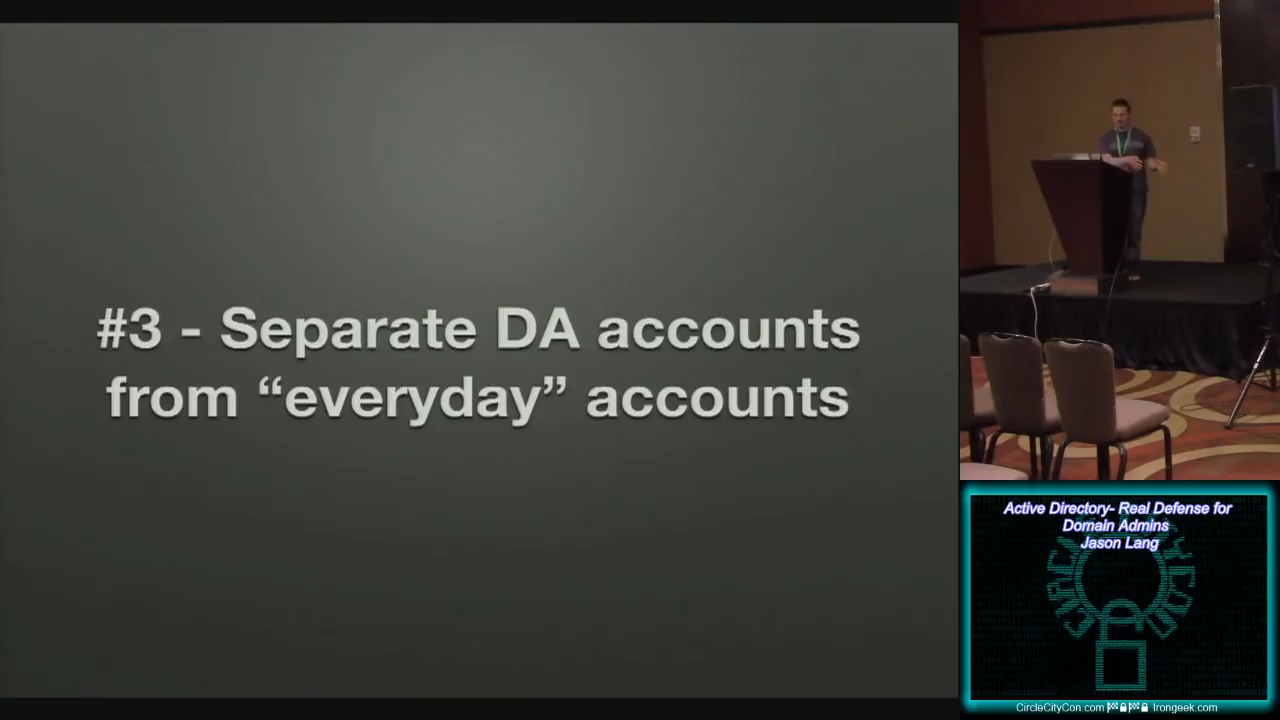 #3 - Separate DA accounts
from “everyday” accounts
Active Directory- Real Defense for
Domain Admins
Jason Lang
CircleCityCon.com Irongeek.com